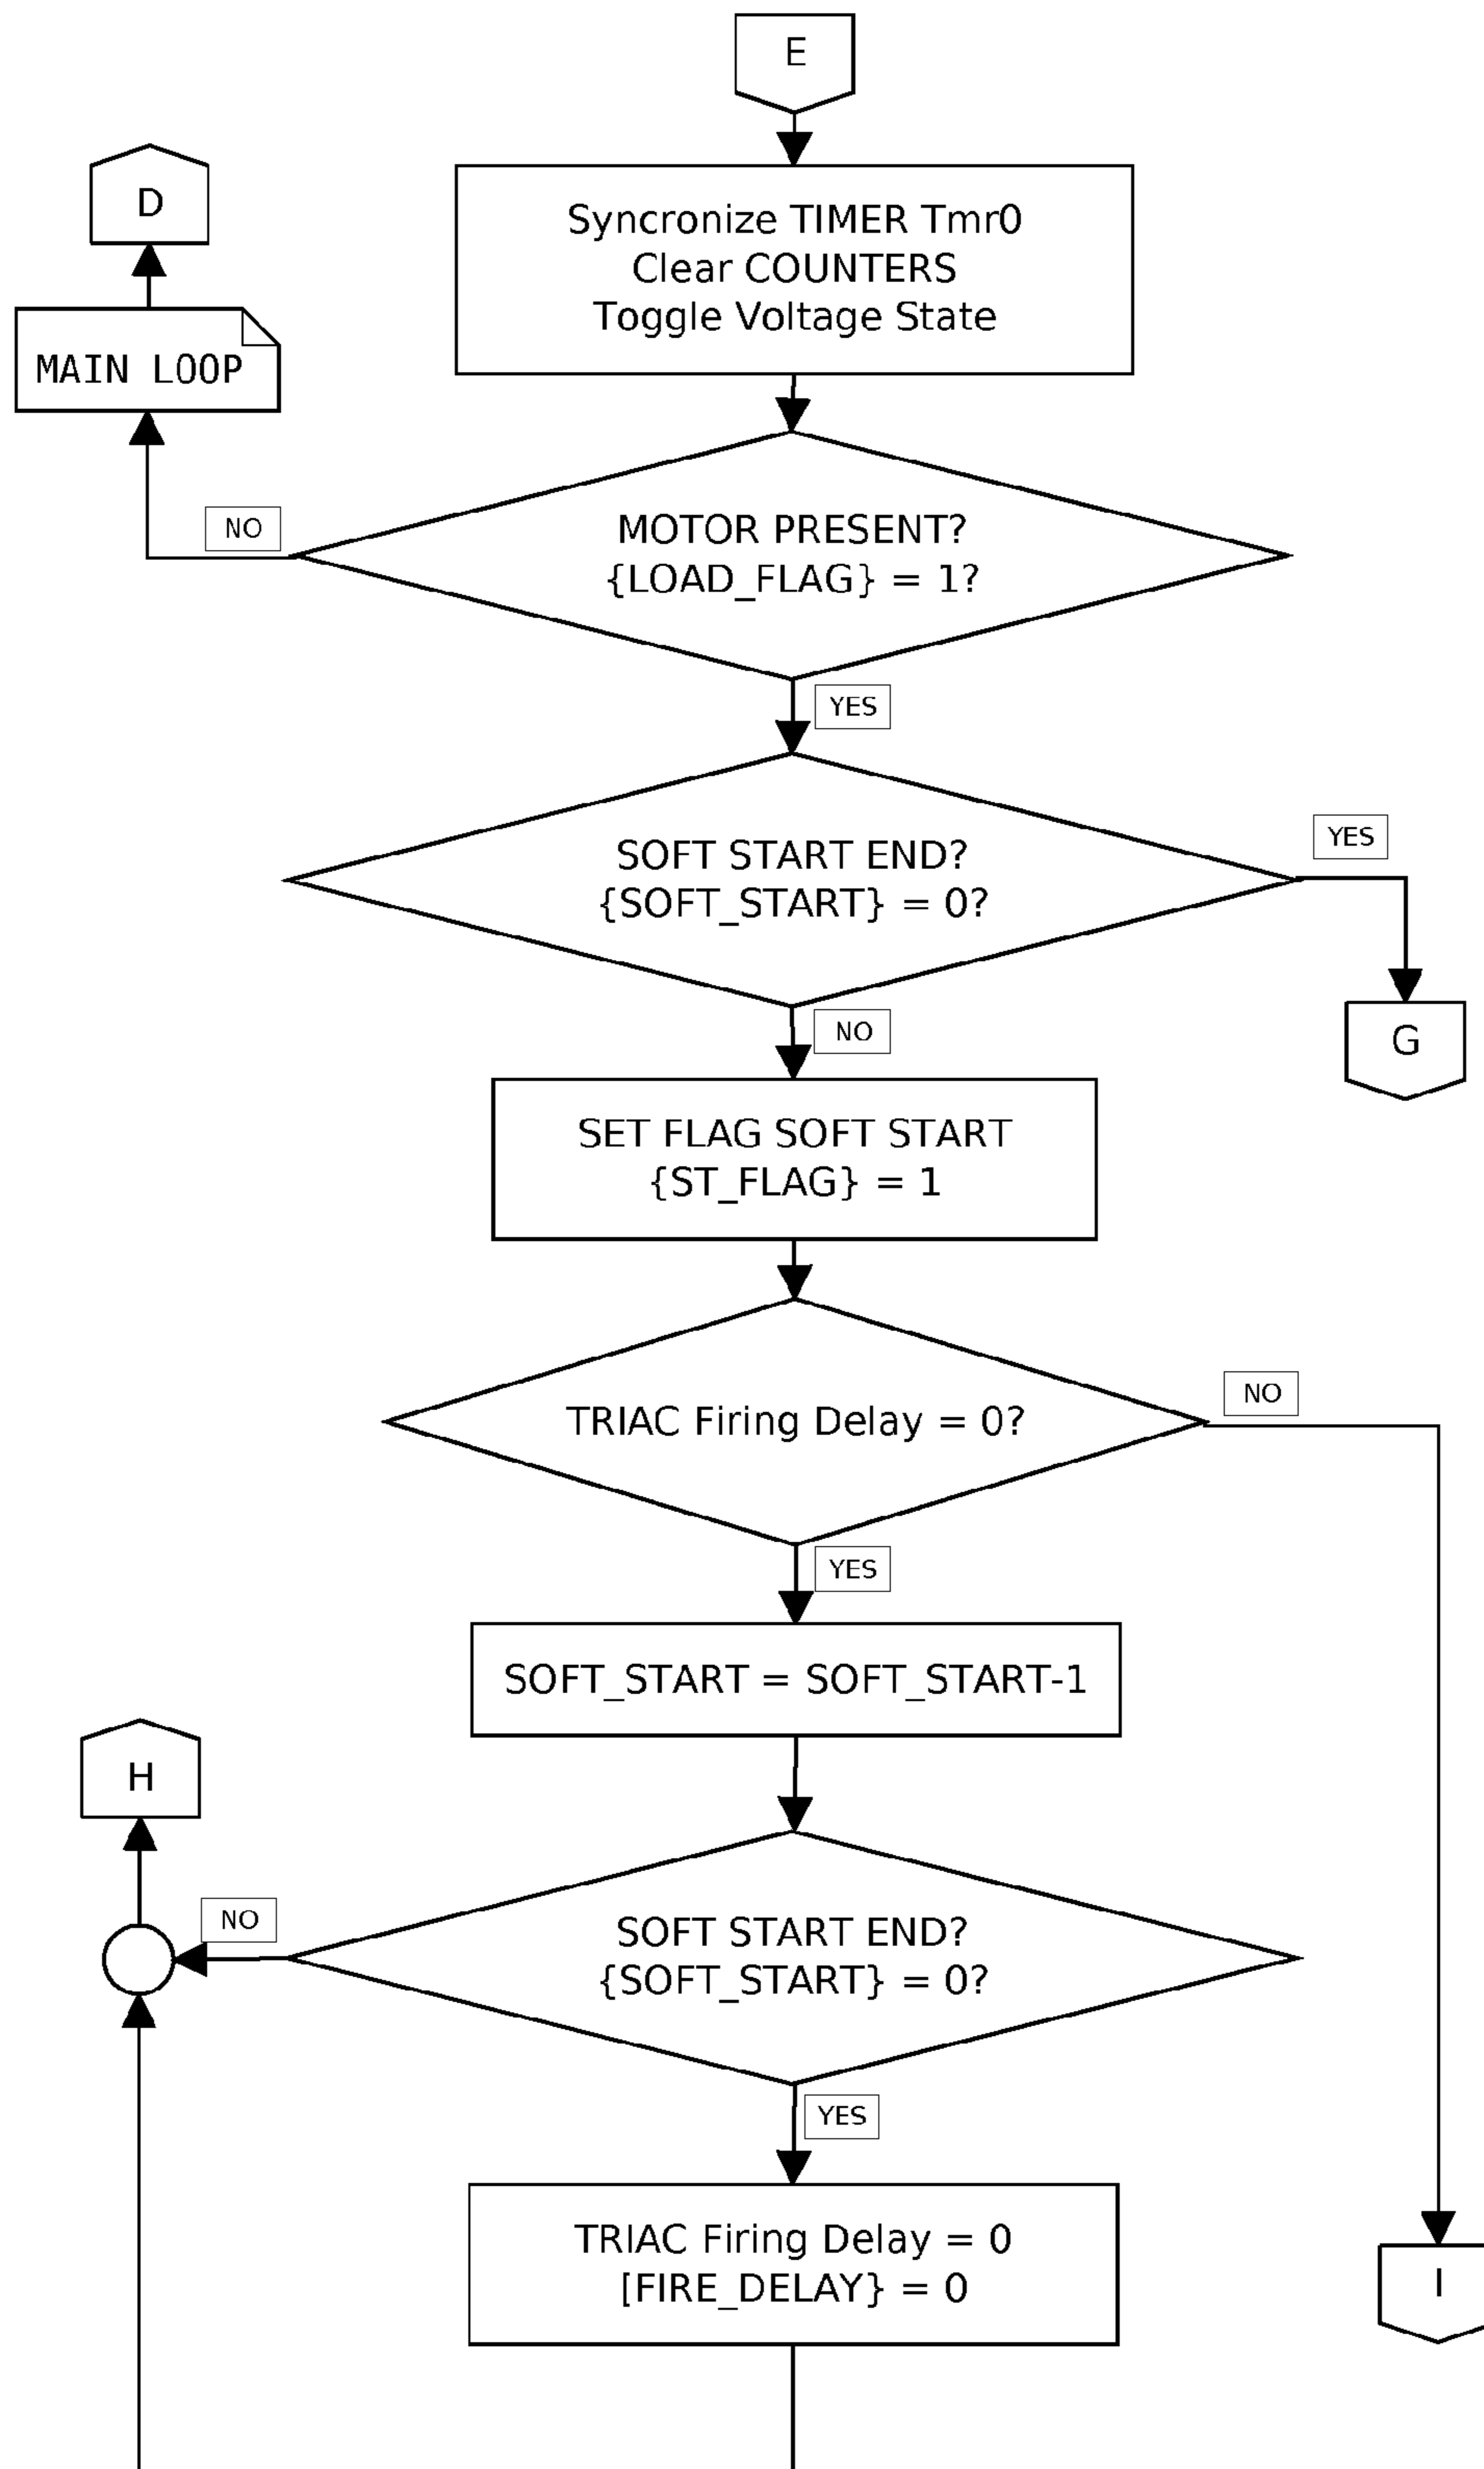 E
D
Syncronize TIMER Tmr0
Clear COUNTERS
Toggle Voltage State
MAIN LOOP
NO
MOTOR PRESENT?
{LOAD_FLAG} = 1?
YES
SOFT START END?
{SOFT_START} = 0?
YES
G
NO
SET FLAG SOFT START
{ST_FLAG} = 1
TRIAC Firing Delay = 0?
NO
YES
SOFT_START = SOFT_START-1
H
NO
SOFT START END?
{SOFT_START} = 0?
YES
TRIAC Firing Delay = 0
[FIRE_DELAY} = 0
I